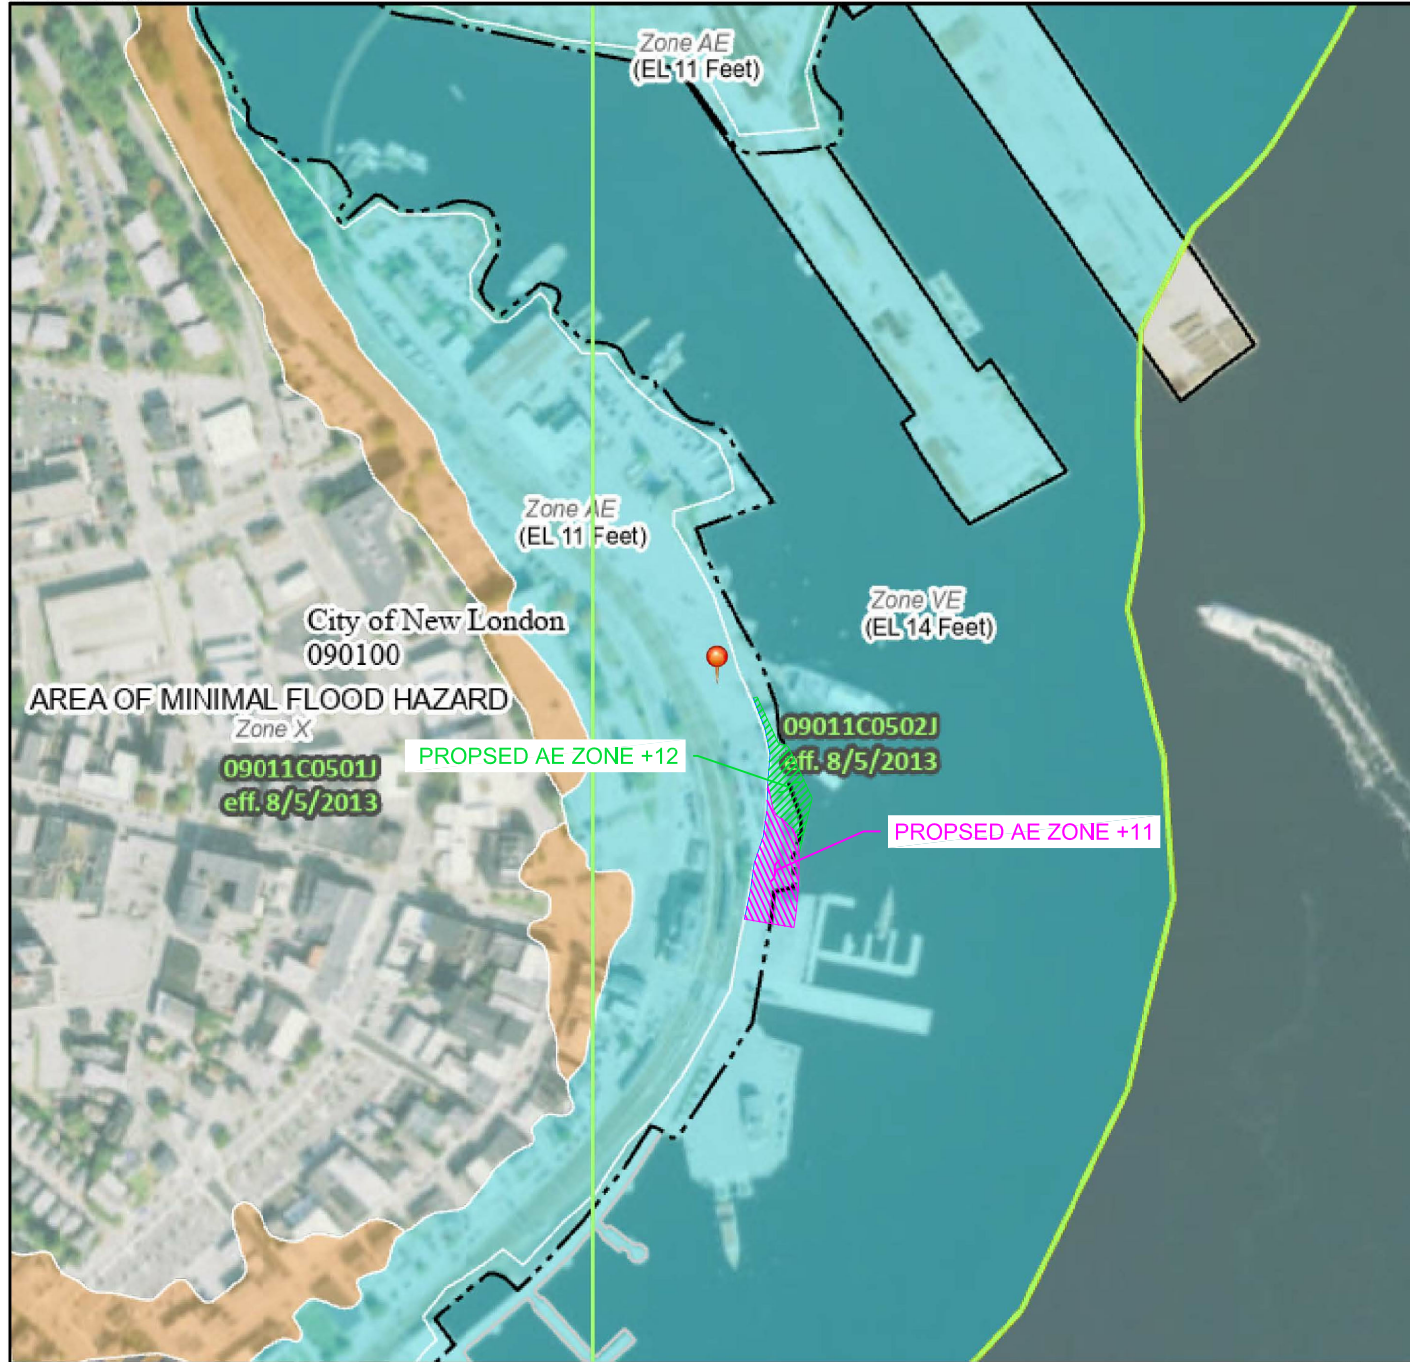 Zone AE
(EL 11 Feet)
Zone AE
(EL 11 Feet)
Zone VE
(EL 14 Feet)
City of New London
090100
AREA OF MINIMAL FLOOD HAZARD
Zone X
09011C0501J
eff. 8/5/2013
PROPSED AE ZONE +12
09011C0502J
eff. 8/5/2013
PROPSED AE ZONE +11